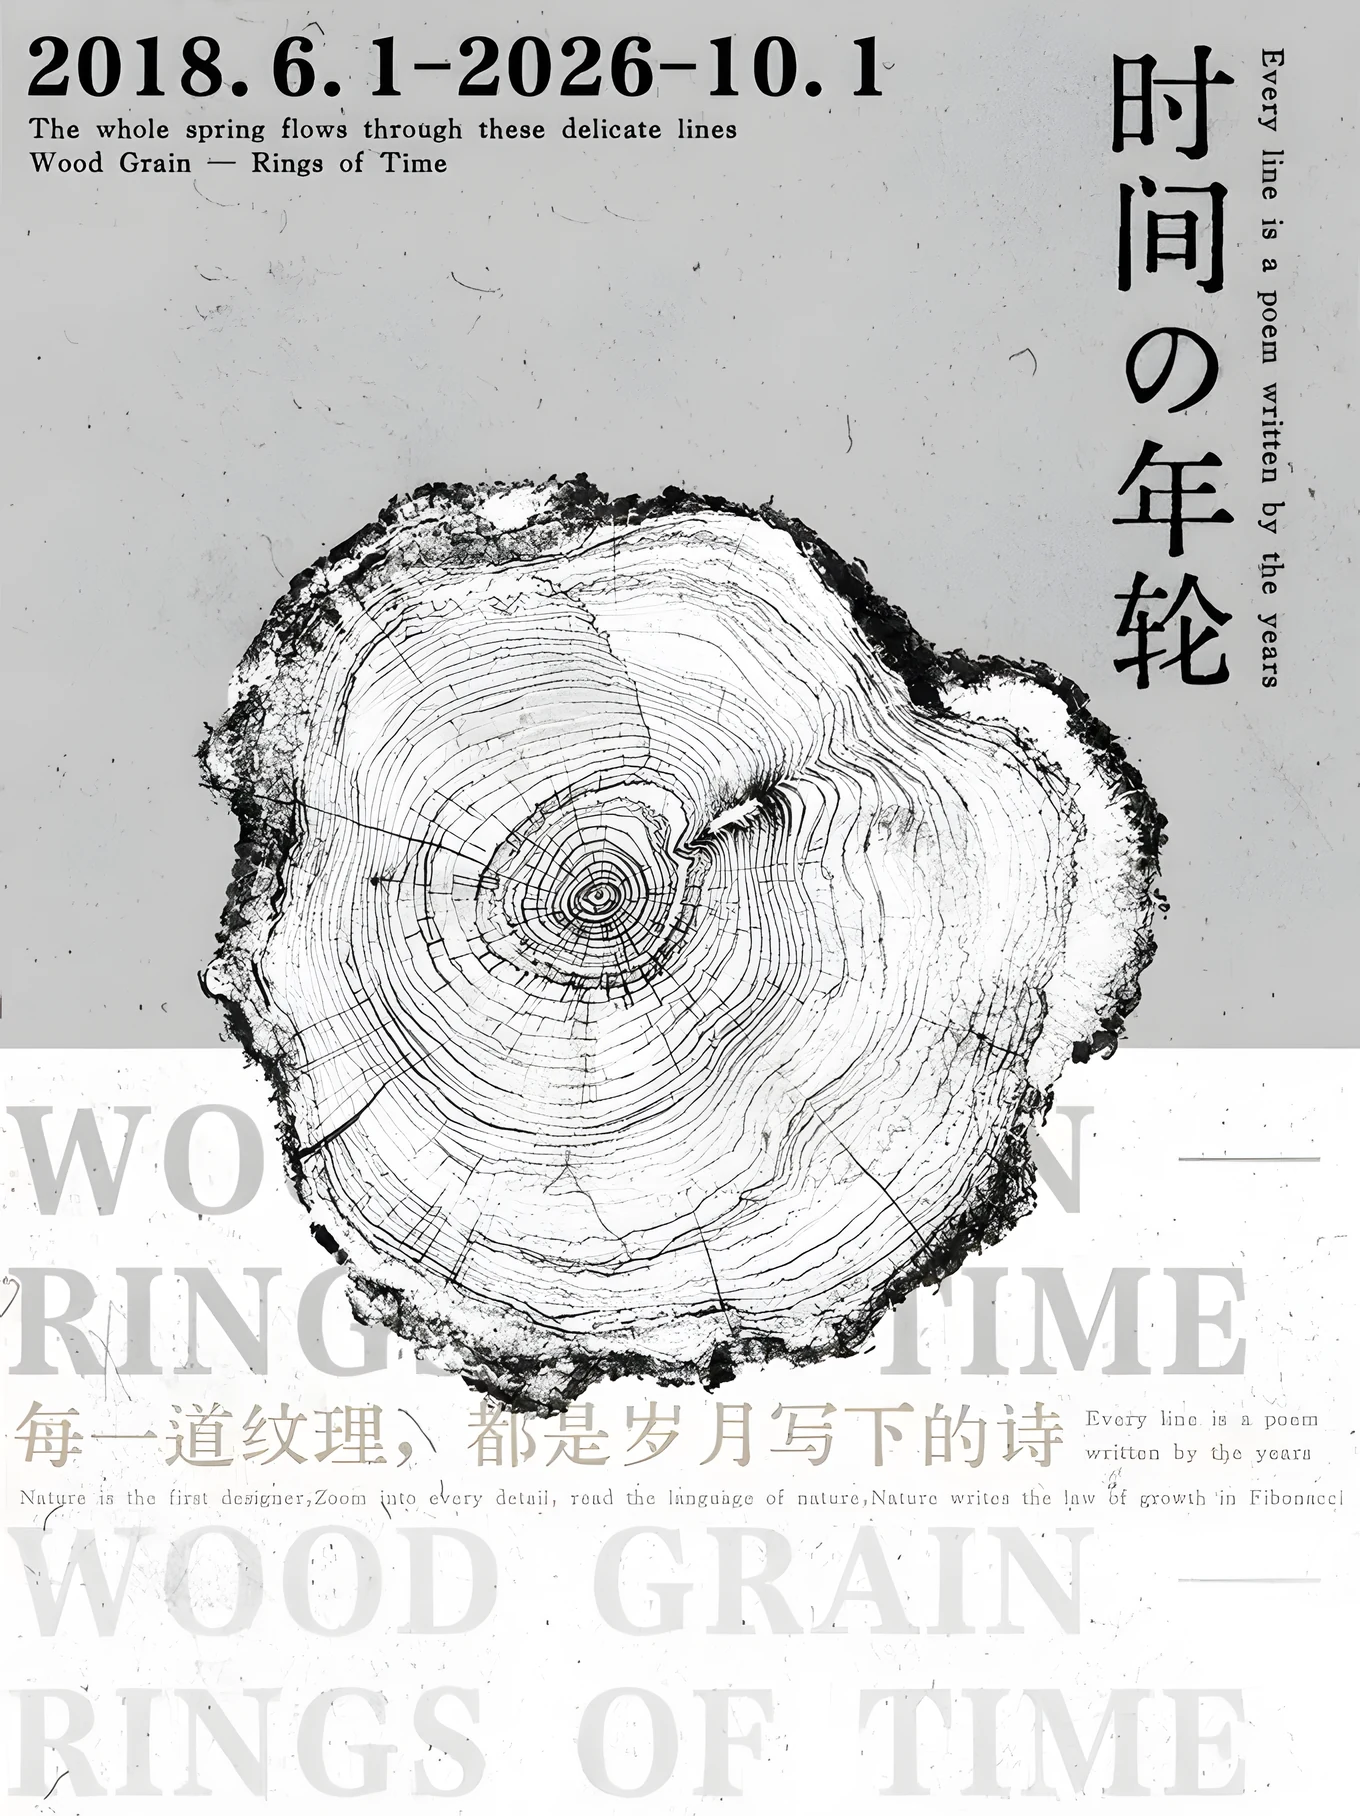 2018.6.1-2026-10.1
The whole spring flows through these delicate lines
Wood Grain — Rings of Time
时间の年轮
Every line is a poem written by the years
WO N —
RING TIME
每一道纹理，都是岁月写下的诗
Every line is a poem
written by the years
Nature is the first designer,Zoom into every detail, read the language of nature,Nature writes the law of growth in Fibonacci
WOOD GRAIN —
RINGS OF TIME